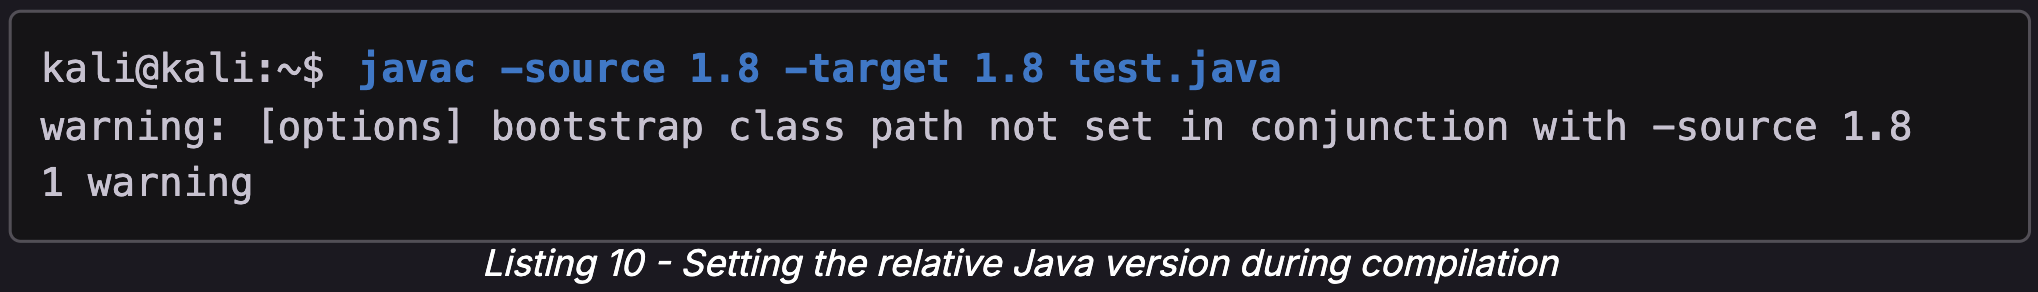 kali@kali:~$ javac -source 1.8 -target 1.8 test.java
warning: [options] bootstrap class path not set in conjunction with -source 1.8
1 warning
Listing 10 - Setting the relative Java version during compilation